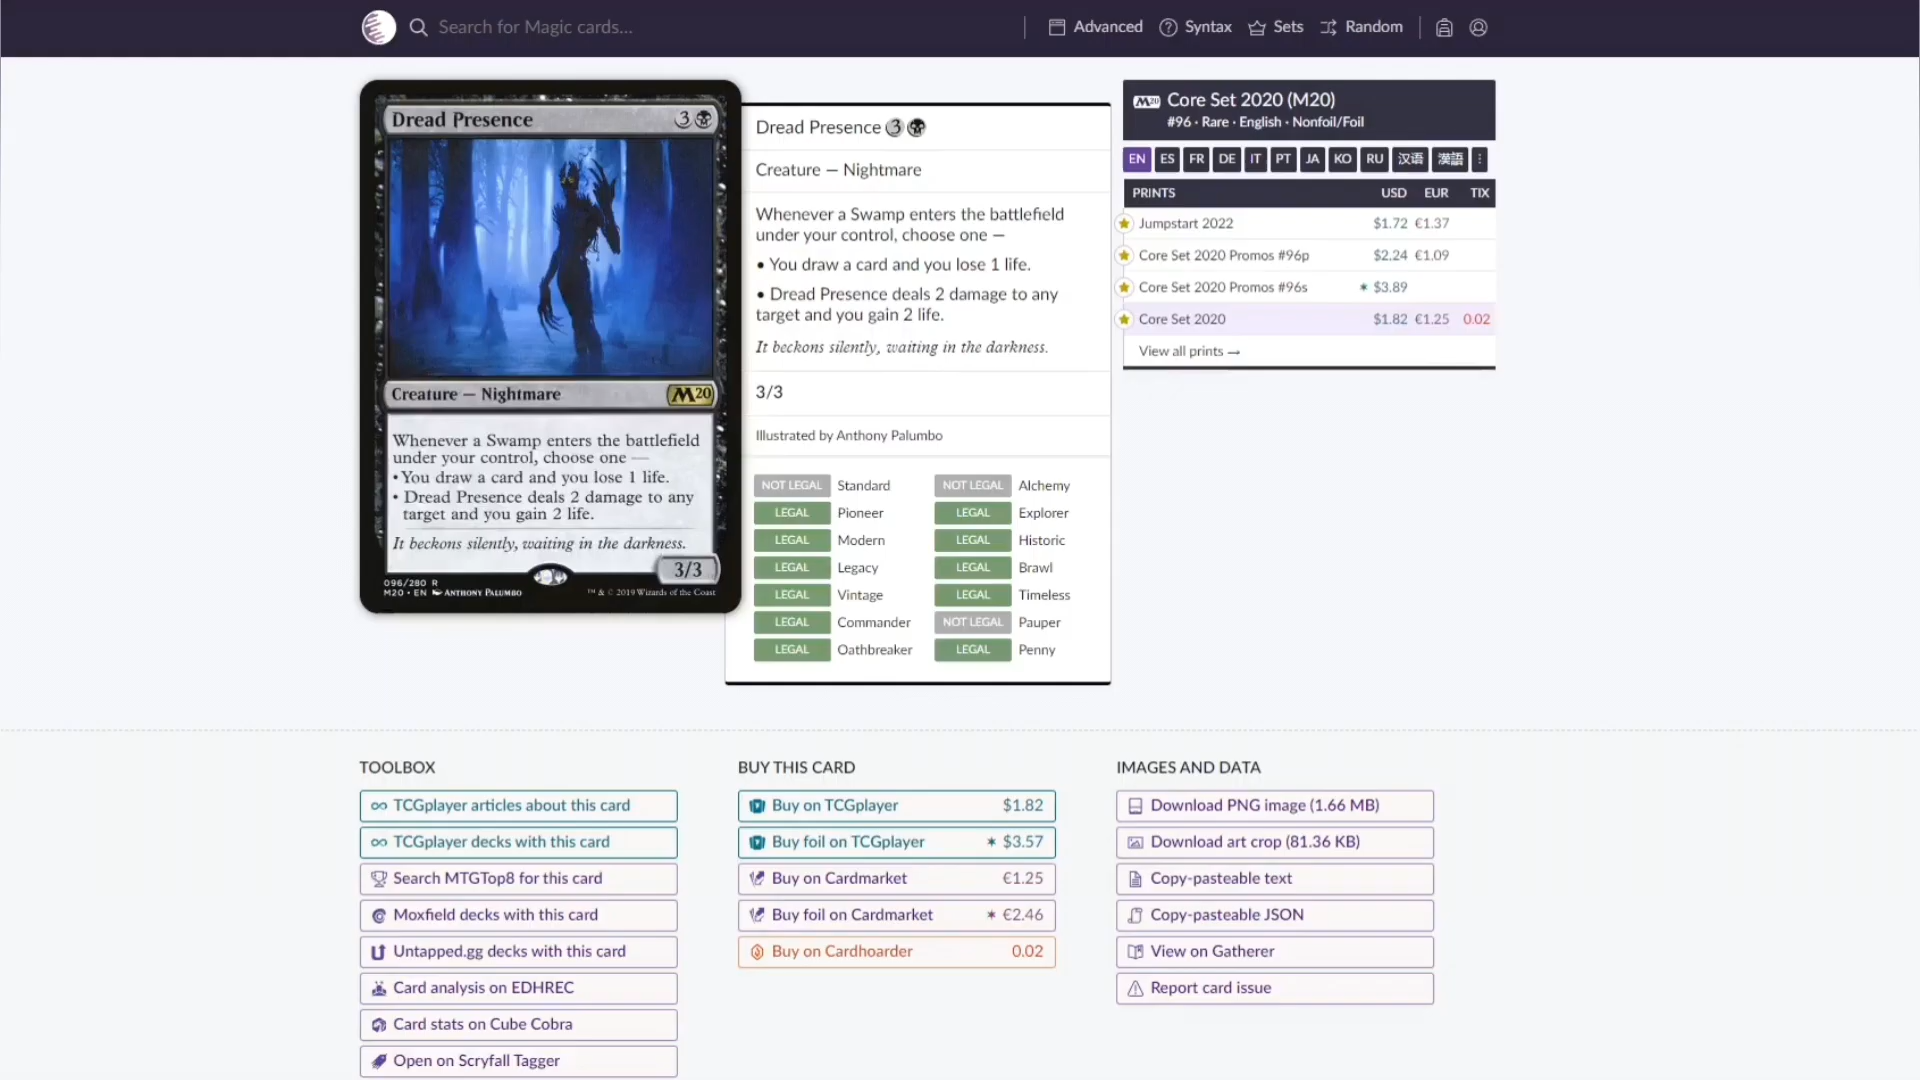 Search for Magic cards...
Advanced
Syntax
Sets
Random
Dread Presence 3
Creature — Nightmare
M20
Whenever a Swamp enters the battlefield
under your control, choose one —
• You draw a card and you lose 1 life.
• Dread Presence deals 2 damage to any
target and you gain 2 life.
It beckons silently, waiting in the darkness.
3/3
096/280 R
M20 • EN Anthony Palumbo
™ & © 2019 Wizards of the Coast
Dread Presence 3
Creature — Nightmare
Whenever a Swamp enters the battlefield
under your control, choose one —
• You draw a card and you lose 1 life.
• Dread Presence deals 2 damage to any
target and you gain 2 life.
It beckons silently, waiting in the darkness.
3/3
Illustrated by Anthony Palumbo
NOT LEGAL Standard NOT LEGAL Alchemy
LEGAL Pioneer LEGAL Explorer
LEGAL Modern LEGAL Historic
LEGAL Legacy LEGAL Brawl
LEGAL Vintage LEGAL Timeless
LEGAL Commander NOT LEGAL Pauper
LEGAL Oathbreaker LEGAL Penny
M20 Core Set 2020 (M20)
#96 · Rare · English · Nonfoil/Foil
EN ES FR DE IT PT JA KO RU 汉语 漢語
PRINTS USD EUR TIX
Jumpstart 2022 $1.72 €1.37
Core Set 2020 Promos #96p $2.24 €1.09
Core Set 2020 Promos #96s $3.89
Core Set 2020 $1.82 €1.25 0.02
View all prints →
TOOLBOX
TCGplayer articles about this card
TCGplayer decks with this card
Search MTGTop8 for this card
Moxfield decks with this card
Untapped.gg decks with this card
Card analysis on EDHREC
Card stats on Cube Cobra
Open on Scryfall Tagger
BUY THIS CARD
Buy on TCGplayer $1.82
Buy foil on TCGplayer $3.57
Buy on Cardmarket €1.25
Buy foil on Cardmarket €2.46
Buy on Cardhoarder 0.02
IMAGES AND DATA
Download PNG image (1.66 MB)
Download art crop (81.36 KB)
Copy-pasteable text
Copy-pasteable JSON
View on Gatherer
Report card issue